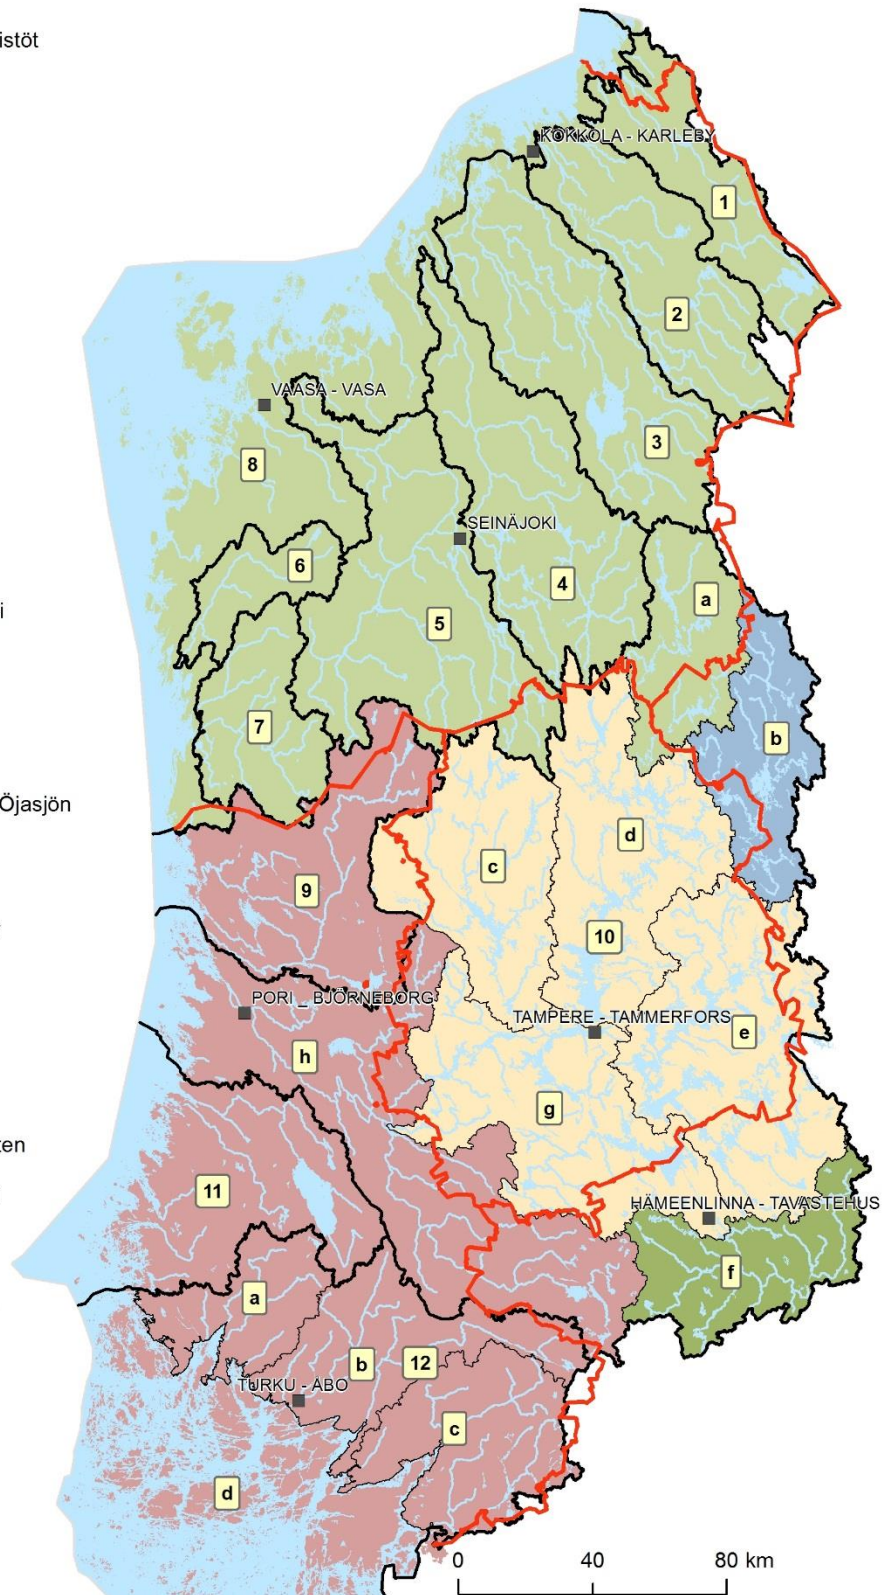 istöt
KOKKOLA - KARLEBY
1
2
VAASA - VASA
3
8
SEINÄJOKI
6
4
a
i
5
7
b
Öjasjön
d
c
9
10
PORI _ BJÖRNEBORG
TAMPERE - TAMMERFORS
e
h
g
ten
11
HÄMEENLINNA - TAVASTEHUS
f
a
b
12
TURKU - ÅBO
c
d
0 40 80 km